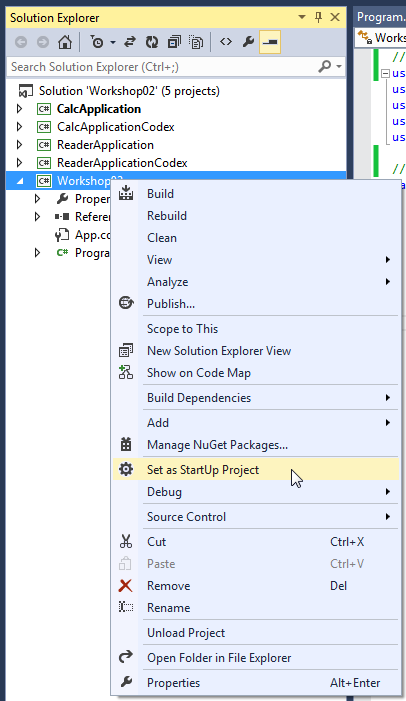 Solution Explorer
Program.
Search Solution Explorer (Ctrl+;)
Solution 'Workshop02' (5 projects)
C# CalcApplication
C# CalcApplicationCodex
C# ReaderApplication
C# ReaderApplicationCodex
C# Workshop02
Proper
Referen
App.co
C# Progra
Works
//
us
us
us
us
//
Build
Rebuild
Clean
View
Analyze
Publish...
Scope to This
New Solution Explorer View
Show on Code Map
Build Dependencies
Add
Manage NuGet Packages...
Set as StartUp Project
Debug
Source Control
Cut Ctrl+X
Paste Ctrl+V
Remove Del
Rename
Unload Project
Open Folder in File Explorer
Properties Alt+Enter